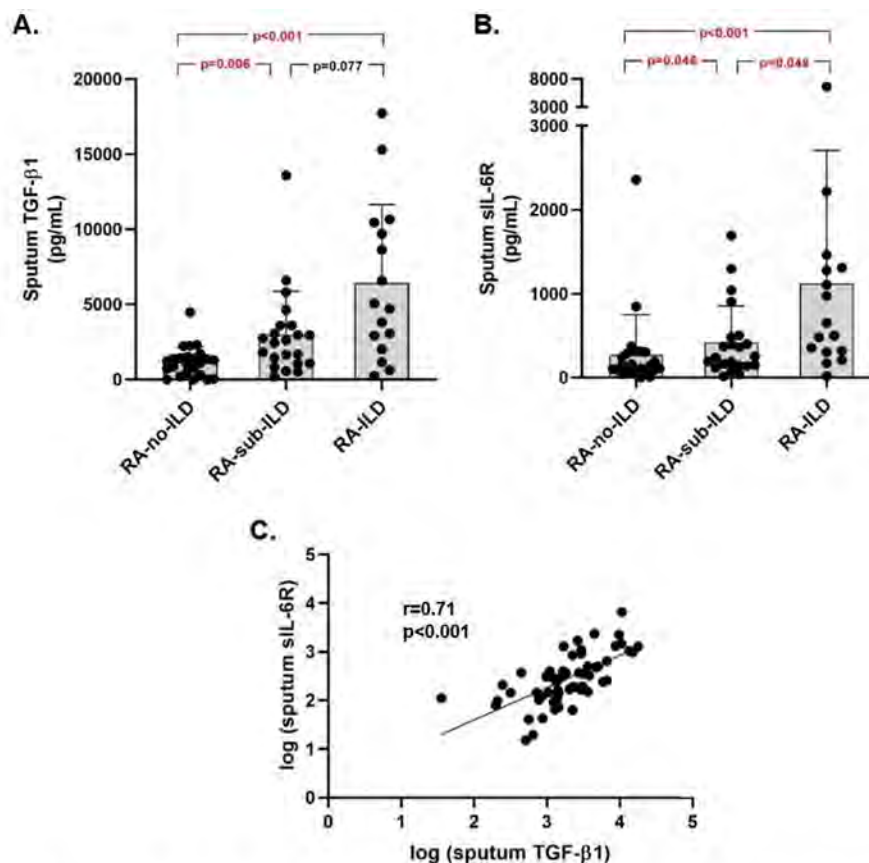 A.
p<0.001
p=0.006
p=0.077
20000
15000
10000
5000
0
Sputum TGF-β1
(pg/mL)
RA-no-ILD
RA-sub-ILD
RA-ILD
B.
p<0.001
p=0.046
p=0.048
8000
3000
3000
2000
1000
0
Sputum sIL-6R
(pg/mL)
RA-no-ILD
RA-sub-ILD
RA-ILD
C.
r=0.71
p<0.001
5
4
3
2
1
0
log (sputum sIL-6R)
0 1 2 3 4 5
log (sputum TGF-β1)